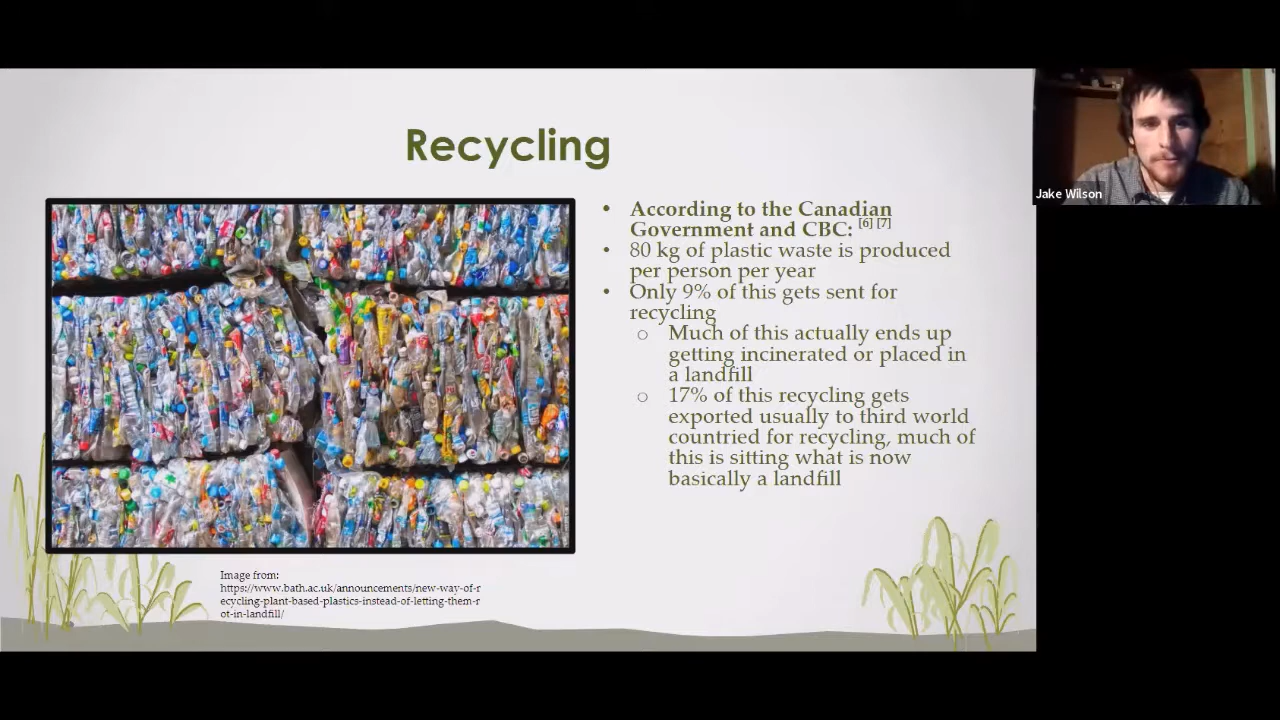 Recycling
Jake Wilson
• According to the Canadian
Government and CBC: [6] [7]
• 80 kg of plastic waste is produced
per person per year
• Only 9% of this gets sent for
recycling
o Much of this actually ends up
getting incinerated or placed in
a landfill
o 17% of this recycling gets
exported usually to third world
countried for recycling, much of
this is sitting what is now
basically a landfill
Image from:
https://www.bath.ac.uk/announcements/new-way-of-r
ecycling-plant-based-plastics-instead-of-letting-them-r
ot-in-landfill/